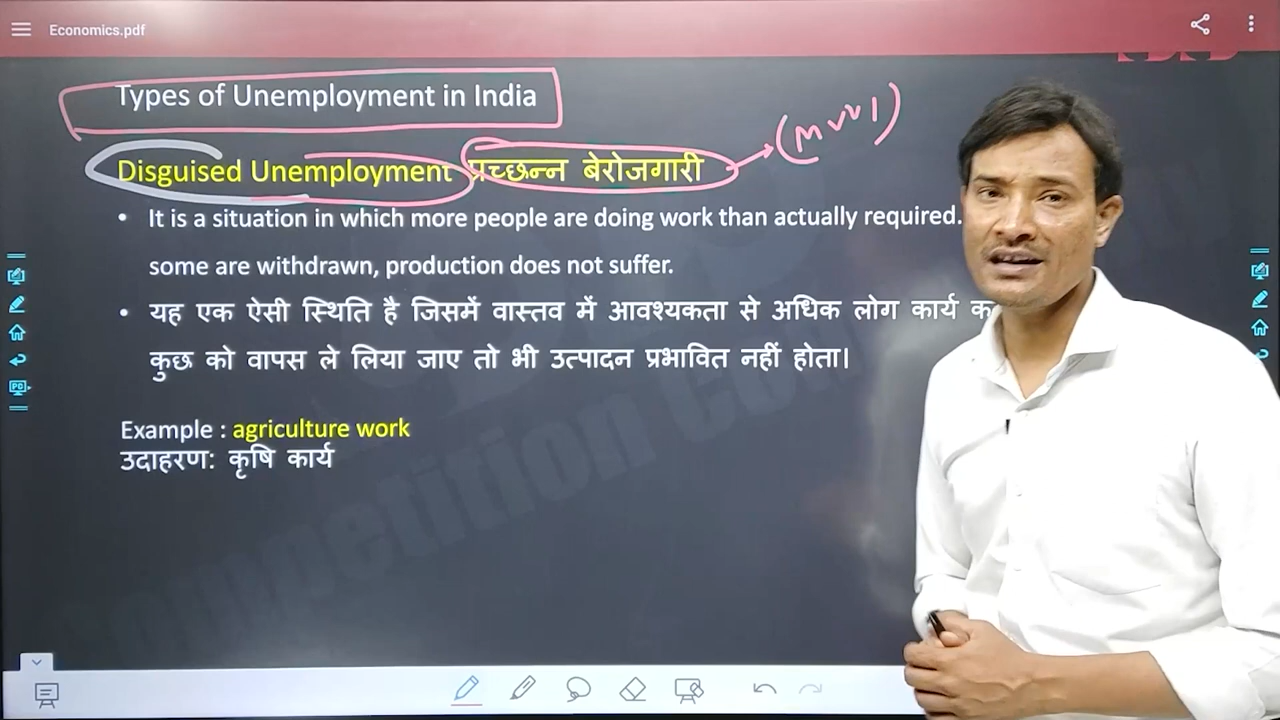 Economics.pdf
Types of Unemployment in India
Disguised Unemployment प्रच्छन्न बेरोजगारी
(MVVI)
• It is a situation in which more people are doing work than actually required.
some are withdrawn, production does not suffer.
• यह एक ऐसी स्थिति है जिसमें वास्तव में आवश्यकता से अधिक लोग कार्य
कुछ को वापस ले लिया जाए तो भी उत्पादन प्रभावित नहीं होता।
Example : agriculture work
उदाहरण: कृषि कार्य
Competition